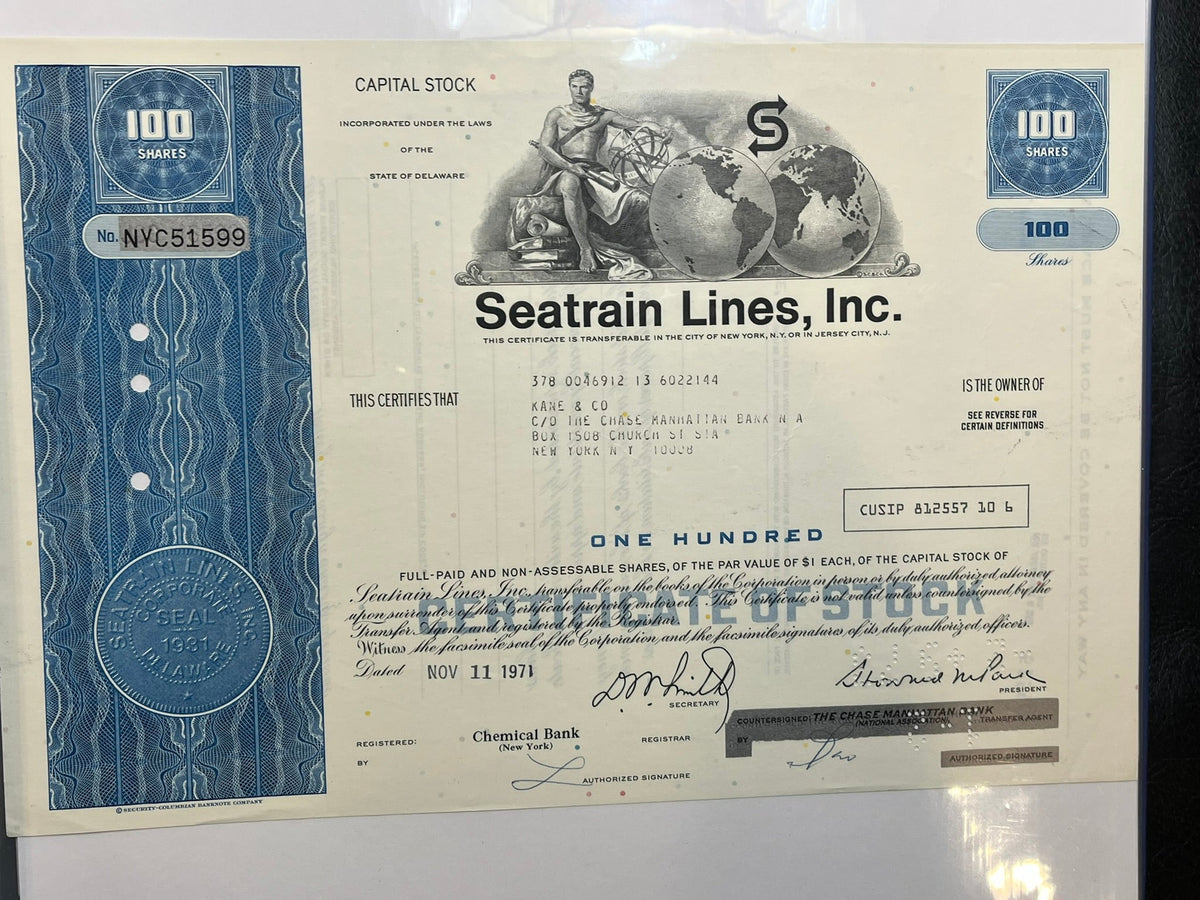 100
SHARES
No. NYC51599
CAPITAL STOCK
INCORPORATED UNDER THE LAWS
OF THE
STATE OF DELAWARE
S
100
SHARES
100
Shares
Seatrain Lines, Inc.
THIS CERTIFICATE IS TRANSFERABLE IN THE CITY OF NEW YORK, N.Y. OR IN JERSEY CITY, N.J.
THIS CERTIFIES THAT
378 0046912 13 6022144
KANE & CO
C/O THE CHASE MANHATTAN BANK N A
BOX 1508 CHURCH ST STA
NEW YORK N Y 10008
IS THE OWNER OF
SEE REVERSE FOR
CERTAIN DEFINITIONS
CUSIP 812557 10 6
ONE HUNDRED
FULL-PAID AND NON-ASSESSABLE SHARES, OF THE PAR VALUE OF $1 EACH, OF THE CAPITAL STOCK OF
Seatrain Lines, Inc., transferable on the books of the Corporation in person or by duly authorized attorney
upon surrender of this Certificate properly endorsed. This Certificate is not valid unless countersigned by the
Transfer Agent and registered by the Registrar.
Witness the facsimile seal of the Corporation and the facsimile signatures of its duly authorized officers.
CERTIFICATE OF STOCK
Dated NOV 11 1971
SECRETARY
PRESIDENT
SEATRAIN LINES, INC.
CORPORATE
SEAL
1931
DELAWARE
REGISTERED:
Chemical Bank
(New York)
REGISTRAR
BY
AUTHORIZED SIGNATURE
COUNTERSIGNED: THE CHASE MANHATTAN BANK
(NATIONAL ASSOCIATION), TRANSFER AGENT
BY
AUTHORIZED SIGNATURE
© SECURITY-COLUMBIAN BANKNOTE COMPANY